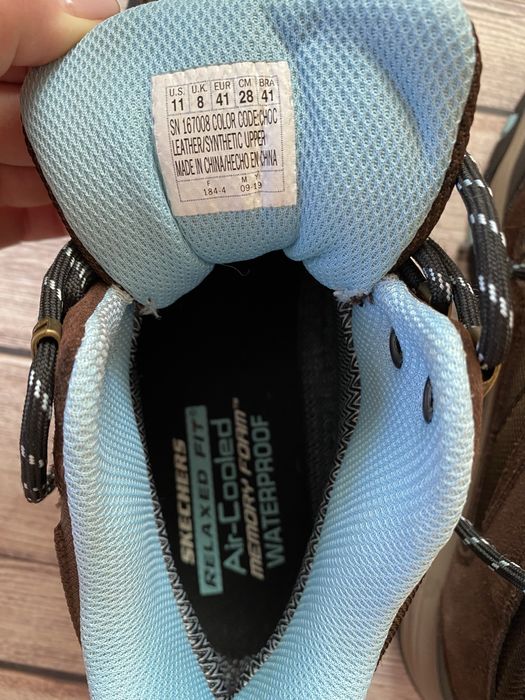 U.S. U.K. EUR CM BRA
11 8 41 28 41
SN 167008 COLOR CODE:CHOC
LEATHER/SYNTHETIC UPPER
MADE IN CHINA/HECHO EN CHINA
F M Y
184-4 09-19
SKECHERS
RELAXED FIT®
Air-Cooled
MEMORY FOAM™
WATERPROOF